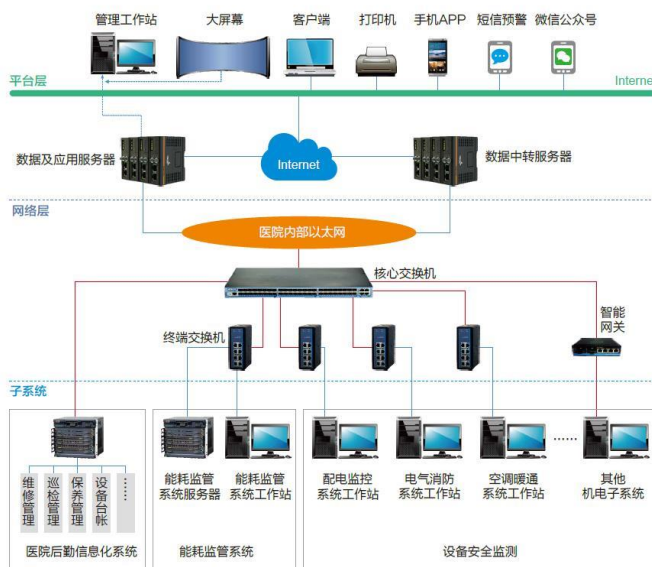 管理工作站
大屏幕
客户端
打印机
手机APP
短信预警
微信公众号
平台层
Internet
数据及应用服务器
Internet
数据中转服务器
网络层
医院内部以太网
核心交换机
终端交换机
智能
网关
子系统
维修管理
巡检管理
保养管理
设备台帐
……
医院后勤信息化系统
能耗监管
系统服务器
能耗监管
系统工作站
能耗监管系统
配电监控
系统工作站
电气消防
系统工作站
空调暖通
系统工作站
……
其他
机电子系统
设备安全监测